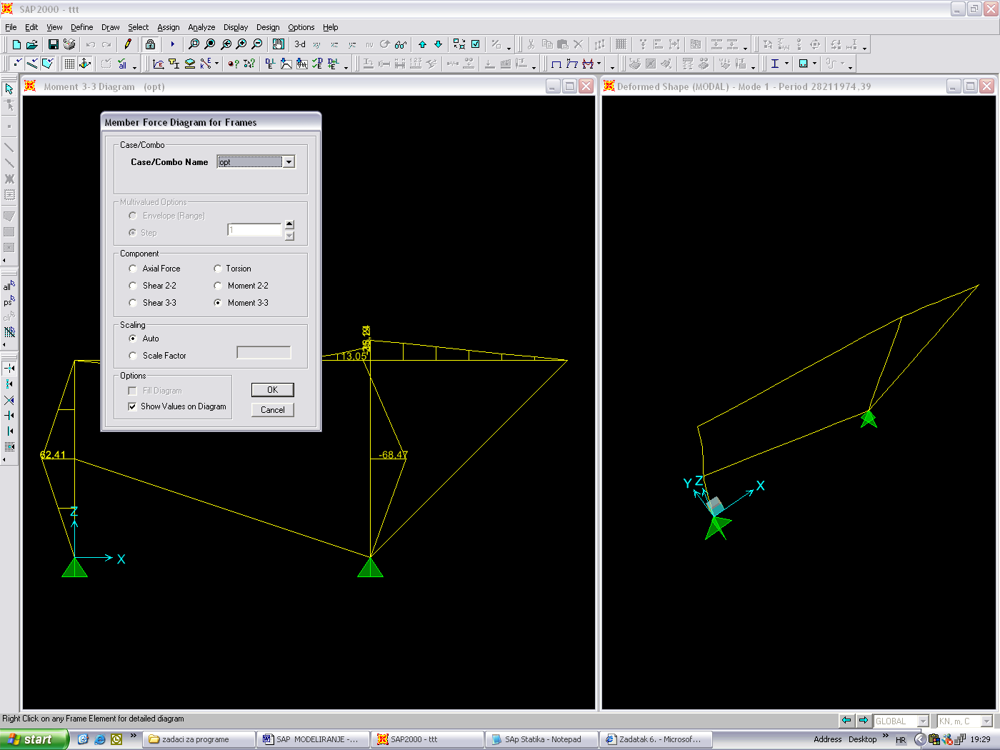 SAP2000 - ttt
File Edit View Define Draw Select Assign Analyze Display Design Options Help
3-d xy xz yz nv
Moment 3-3 Diagram (opt)
Deformed Shape (MODAL) - Mode 1 - Period 28211974,39
Member Force Diagram for Frames
Case/Combo
Case/Combo Name opt
Multivalued Options
Envelope (Range)
Step 1
Component
Axial Force Torsion
Shear 2-2 Moment 2-2
Shear 3-3 Moment 3-3
Scaling
Auto
Scale Factor
Options
Fill Diagram
Show Values on Diagram
OK
Cancel
13.05
62,41
-68,47
Z
X
Y Z X
all
ps
clr
Right Click on any Frame Element for detailed diagram
GLOBAL KN, m, C
start
zadaci za programe
SAP MODELIRANJE -...
SAP2000 - ttt
SAp Statika - Notepad
Zadatak 6. - Microsof...
Address Desktop HR 19:29